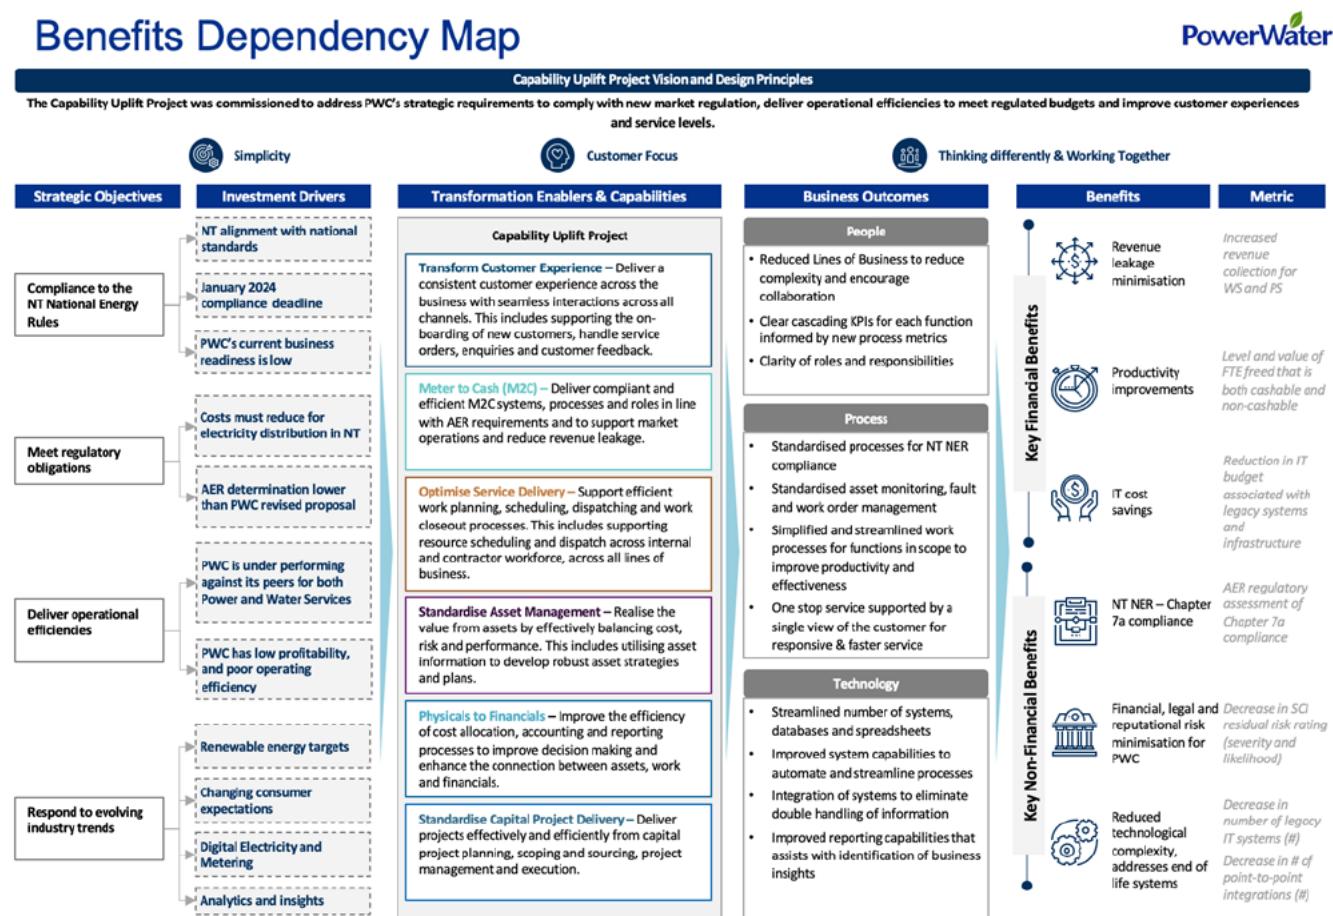 Benefits Dependency Map
PowerWater
Capability Uplift Project Vision and Design Principles
The Capability Uplift Project was commissioned to address PWC's strategic requirements to comply with new market regulation, deliver operational efficiencies to meet regulated budgets and improve customer experiences
and service levels.
Simplicity
Customer Focus
Thinking differently & Working Together
Strategic Objectives
Compliance to the
NT National Energy
Rules
Meet regulatory
obligations
Deliver operational
efficiencies
Respond to evolving
industry trends
Investment Drivers
NT alignment with national
standards
January 2024
compliance deadline
PWC's current business
readiness is low
Costs must reduce for
electricity distribution in NT
AER determination lower
than PWC revised proposal
PWC is under performing
against its peers for both
Power and Water Services
PWC has low profitability,
and poor operating
efficiency
Renewable energy targets
Changing consumer
expectations
Digital Electricity and
Metering
Analytics and insights
Transformation Enablers & Capabilities
Capability Uplift Project
Transform Customer Experience – Deliver a
consistent customer experience across the
business with seamless interactions across all
channels. This includes supporting the on-
boarding of new customers, handle service
orders, enquiries and customer feedback.
Meter to Cash (M2C) – Deliver compliant and
efficient M2C systems, processes and roles in line
with AER requirements and to support market
operations and reduce revenue leakage.
Optimise Service Delivery – Support efficient
work planning, scheduling, dispatching and work
closeout processes. This includes supporting
resource scheduling and dispatch across internal
and contractor workforce, across all lines of
business.
Standardise Asset Management – Realise the
value from assets by effectively balancing cost,
risk and performance. This includes utilising asset
information to develop robust asset strategies
and plans.
Physicals to Financials – Improve the efficiency
of cost allocation, accounting and reporting
processes to improve decision making and
enhance the connection between assets, work
and financials.
Standardise Capital Project Delivery – Deliver
projects effectively and efficiently from capital
project planning, scoping and sourcing, project
management and execution.
Business Outcomes
People
• Reduced Lines of Business to reduce
complexity and encourage
collaboration
• Clear cascading KPIs for each function
informed by new process metrics
• Clarity of roles and responsibilities
Process
• Standardised processes for NT NER
compliance
• Standardised asset monitoring, fault
and work order management
• Simplified and streamlined work
processes for functions in scope to
improve productivity and
effectiveness
• One stop service supported by a
single view of the customer for
responsive & faster service
Technology
• Streamlined number of systems,
databases and spreadsheets
• Improved system capabilities to
automate and streamline processes
• Integration of systems to eliminate
double handling of information
• Improved reporting capabilities that
assists with identification of business
insights
Benefits
Metric
Key Financial Benefits
Revenue
leakage
minimisation
Increased
revenue
collection for
WS and PS
Productivity
improvements
Level and value of
FTE freed that is
both cashable and
non-cashable
IT cost
savings
Reduction in IT
budget
associated with
legacy systems
and
infrastructure
Key Non-Financial Benefits
NT NER – Chapter
7a compliance
AER regulatory
assessment of
Chapter 7a
compliance
Financial, legal and
reputational risk
minimisation for
PWC
Decrease in SCI
residual risk rating
(severity and
likelihood)
Reduced
technological
complexity,
addresses end of
life systems
Decrease in
number of legacy
IT systems (#)
Decrease in # of
point-to-point
integrations (#)